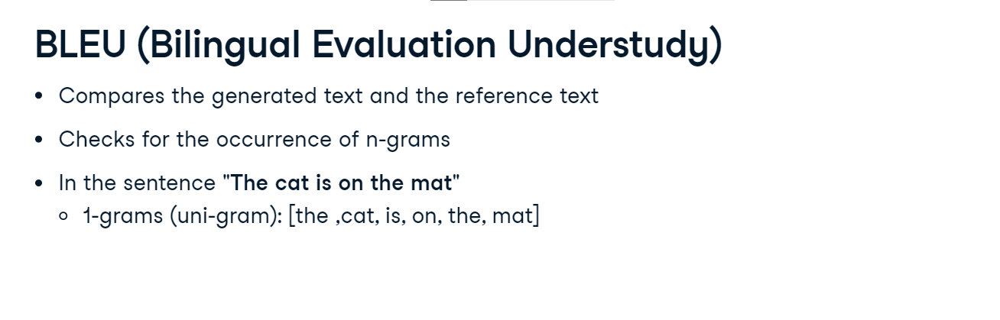 BLEU (Bilingual Evaluation Understudy)
• Compares the generated text and the reference text
• Checks for the occurrence of n-grams
• In the sentence "The cat is on the mat"
◦ 1-grams (uni-gram): [the ,cat, is, on, the, mat]